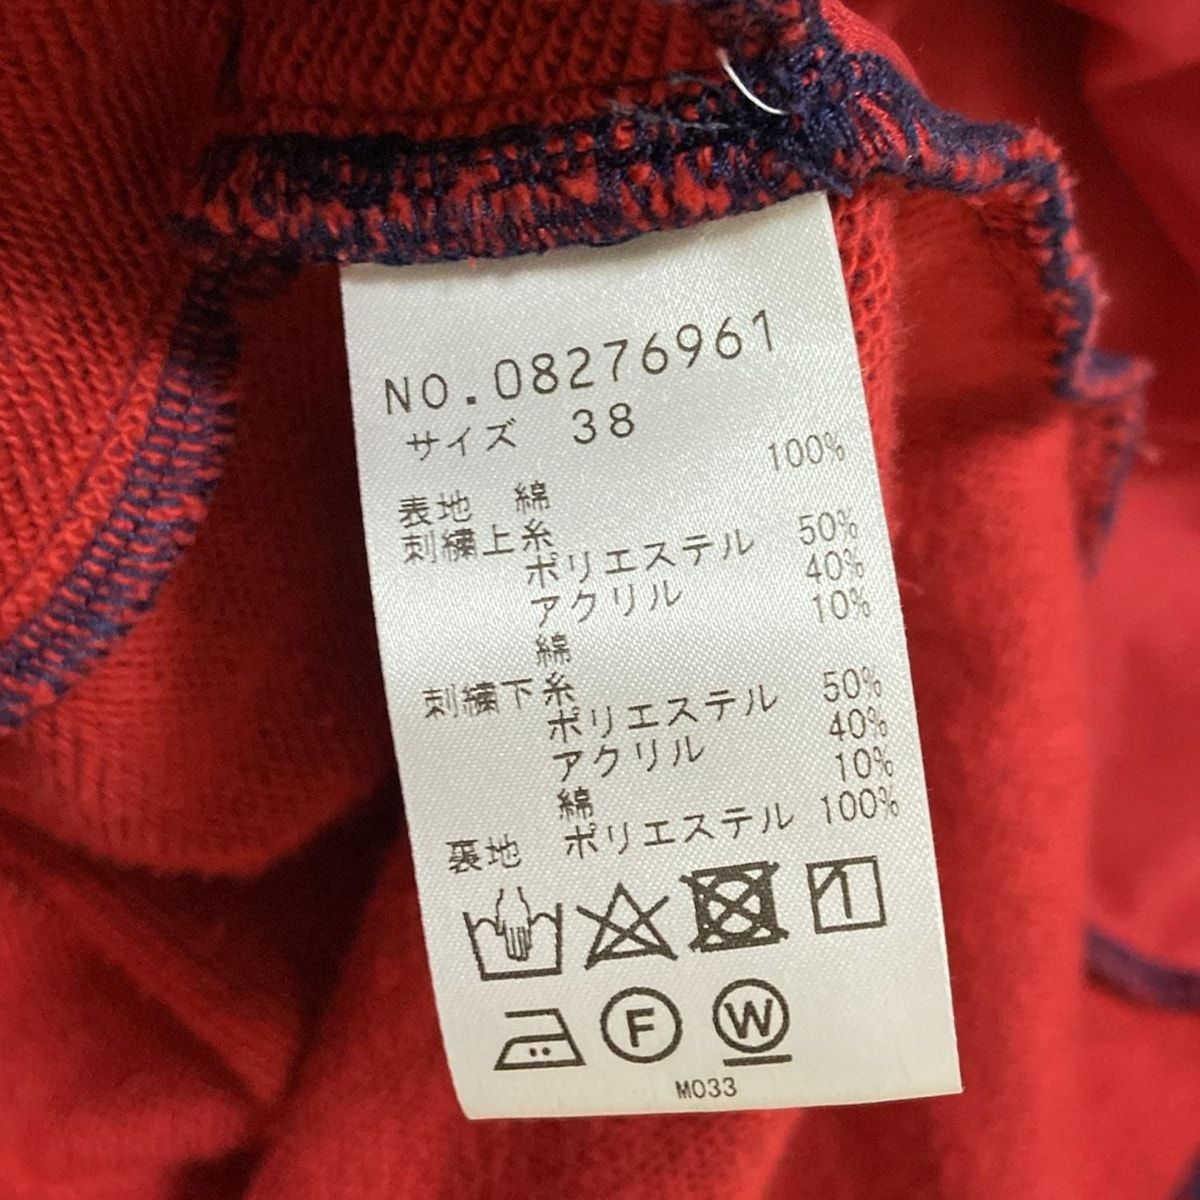 NO.08276961
サイズ 38
表地 綿 100%
刺繍上糸
ポリエステル 50%
アクリル 40%
綿 10%
刺繍下糸
ポリエステル 50%
アクリル 40%
綿 10%
裏地 ポリエステル 100%
F W
M033